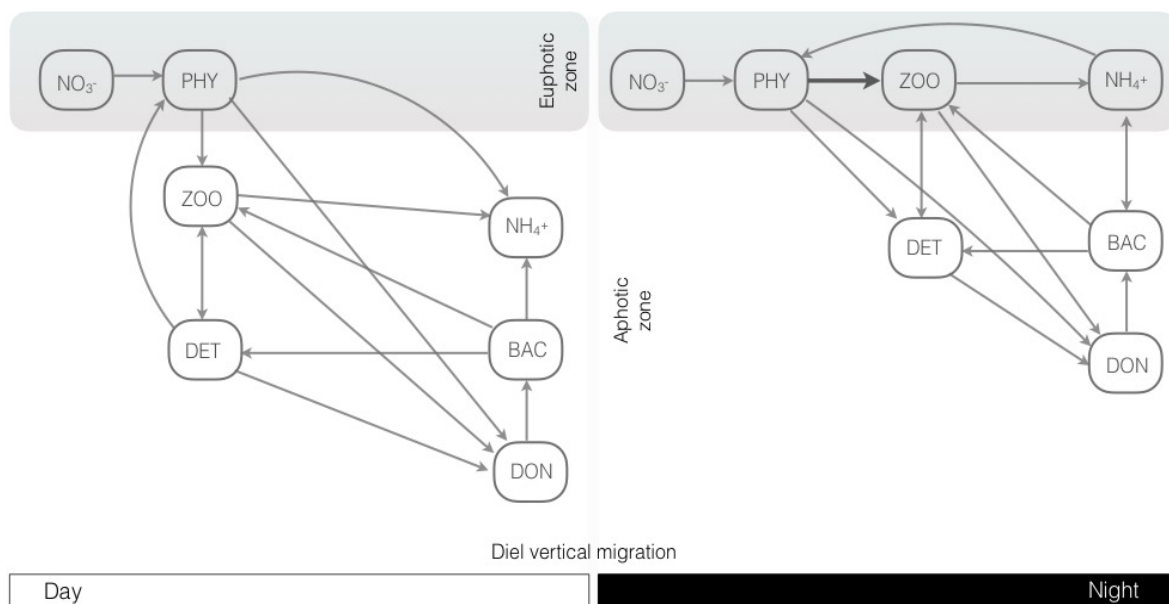 NO₃-
PHY
Euphotic
zone
ZOO
NH₄+
DET
BAC
DON
NO₃-
PHY
ZOO
NH₄+
Aphotic
zone
DET
BAC
DON
Diel vertical migration
Day
Night